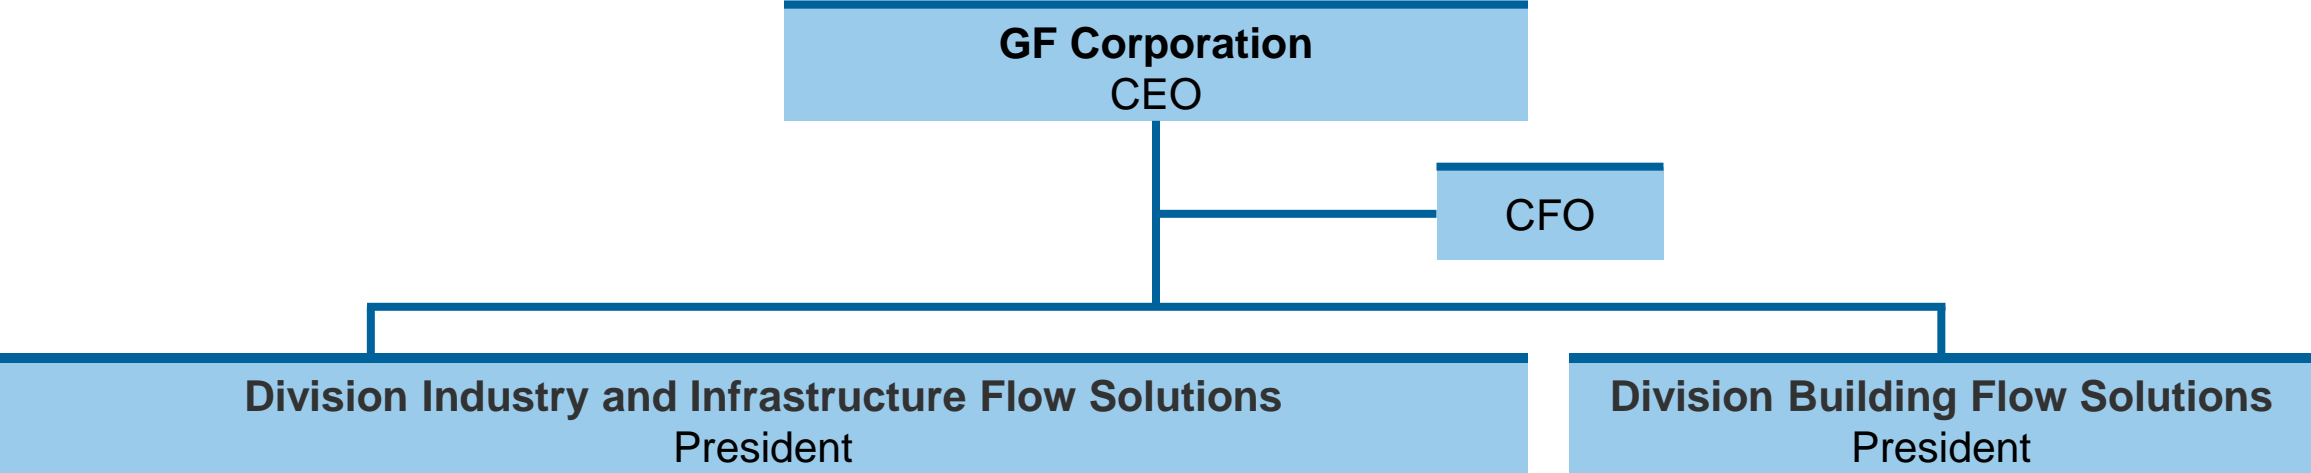 GF Corporation
CEO
CFO
Division Industry and Infrastructure Flow Solutions
President
Division Building Flow Solutions
President